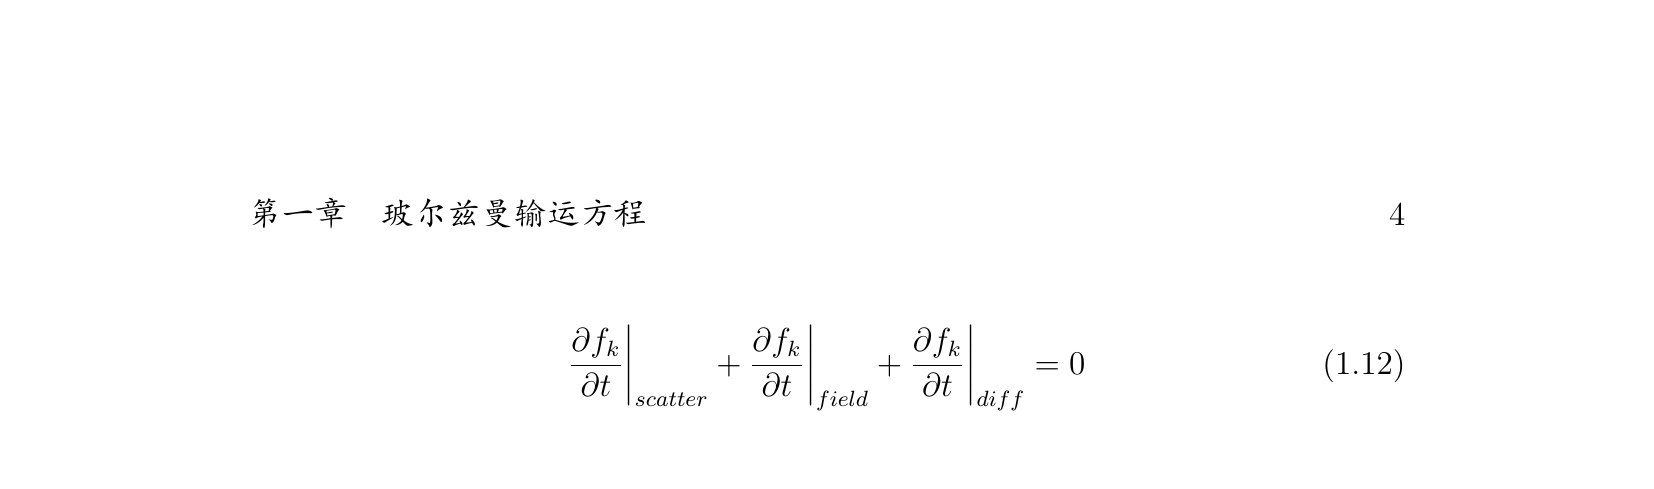 第一章 玻尔兹曼输运方程 4
$$\left.\frac{\partial f_k}{\partial t}\right|_{scatter} + \left.\frac{\partial f_k}{\partial t}\right|_{field} + \left.\frac{\partial f_k}{\partial t}\right|_{diff} = 0 \quad (1.12)$$